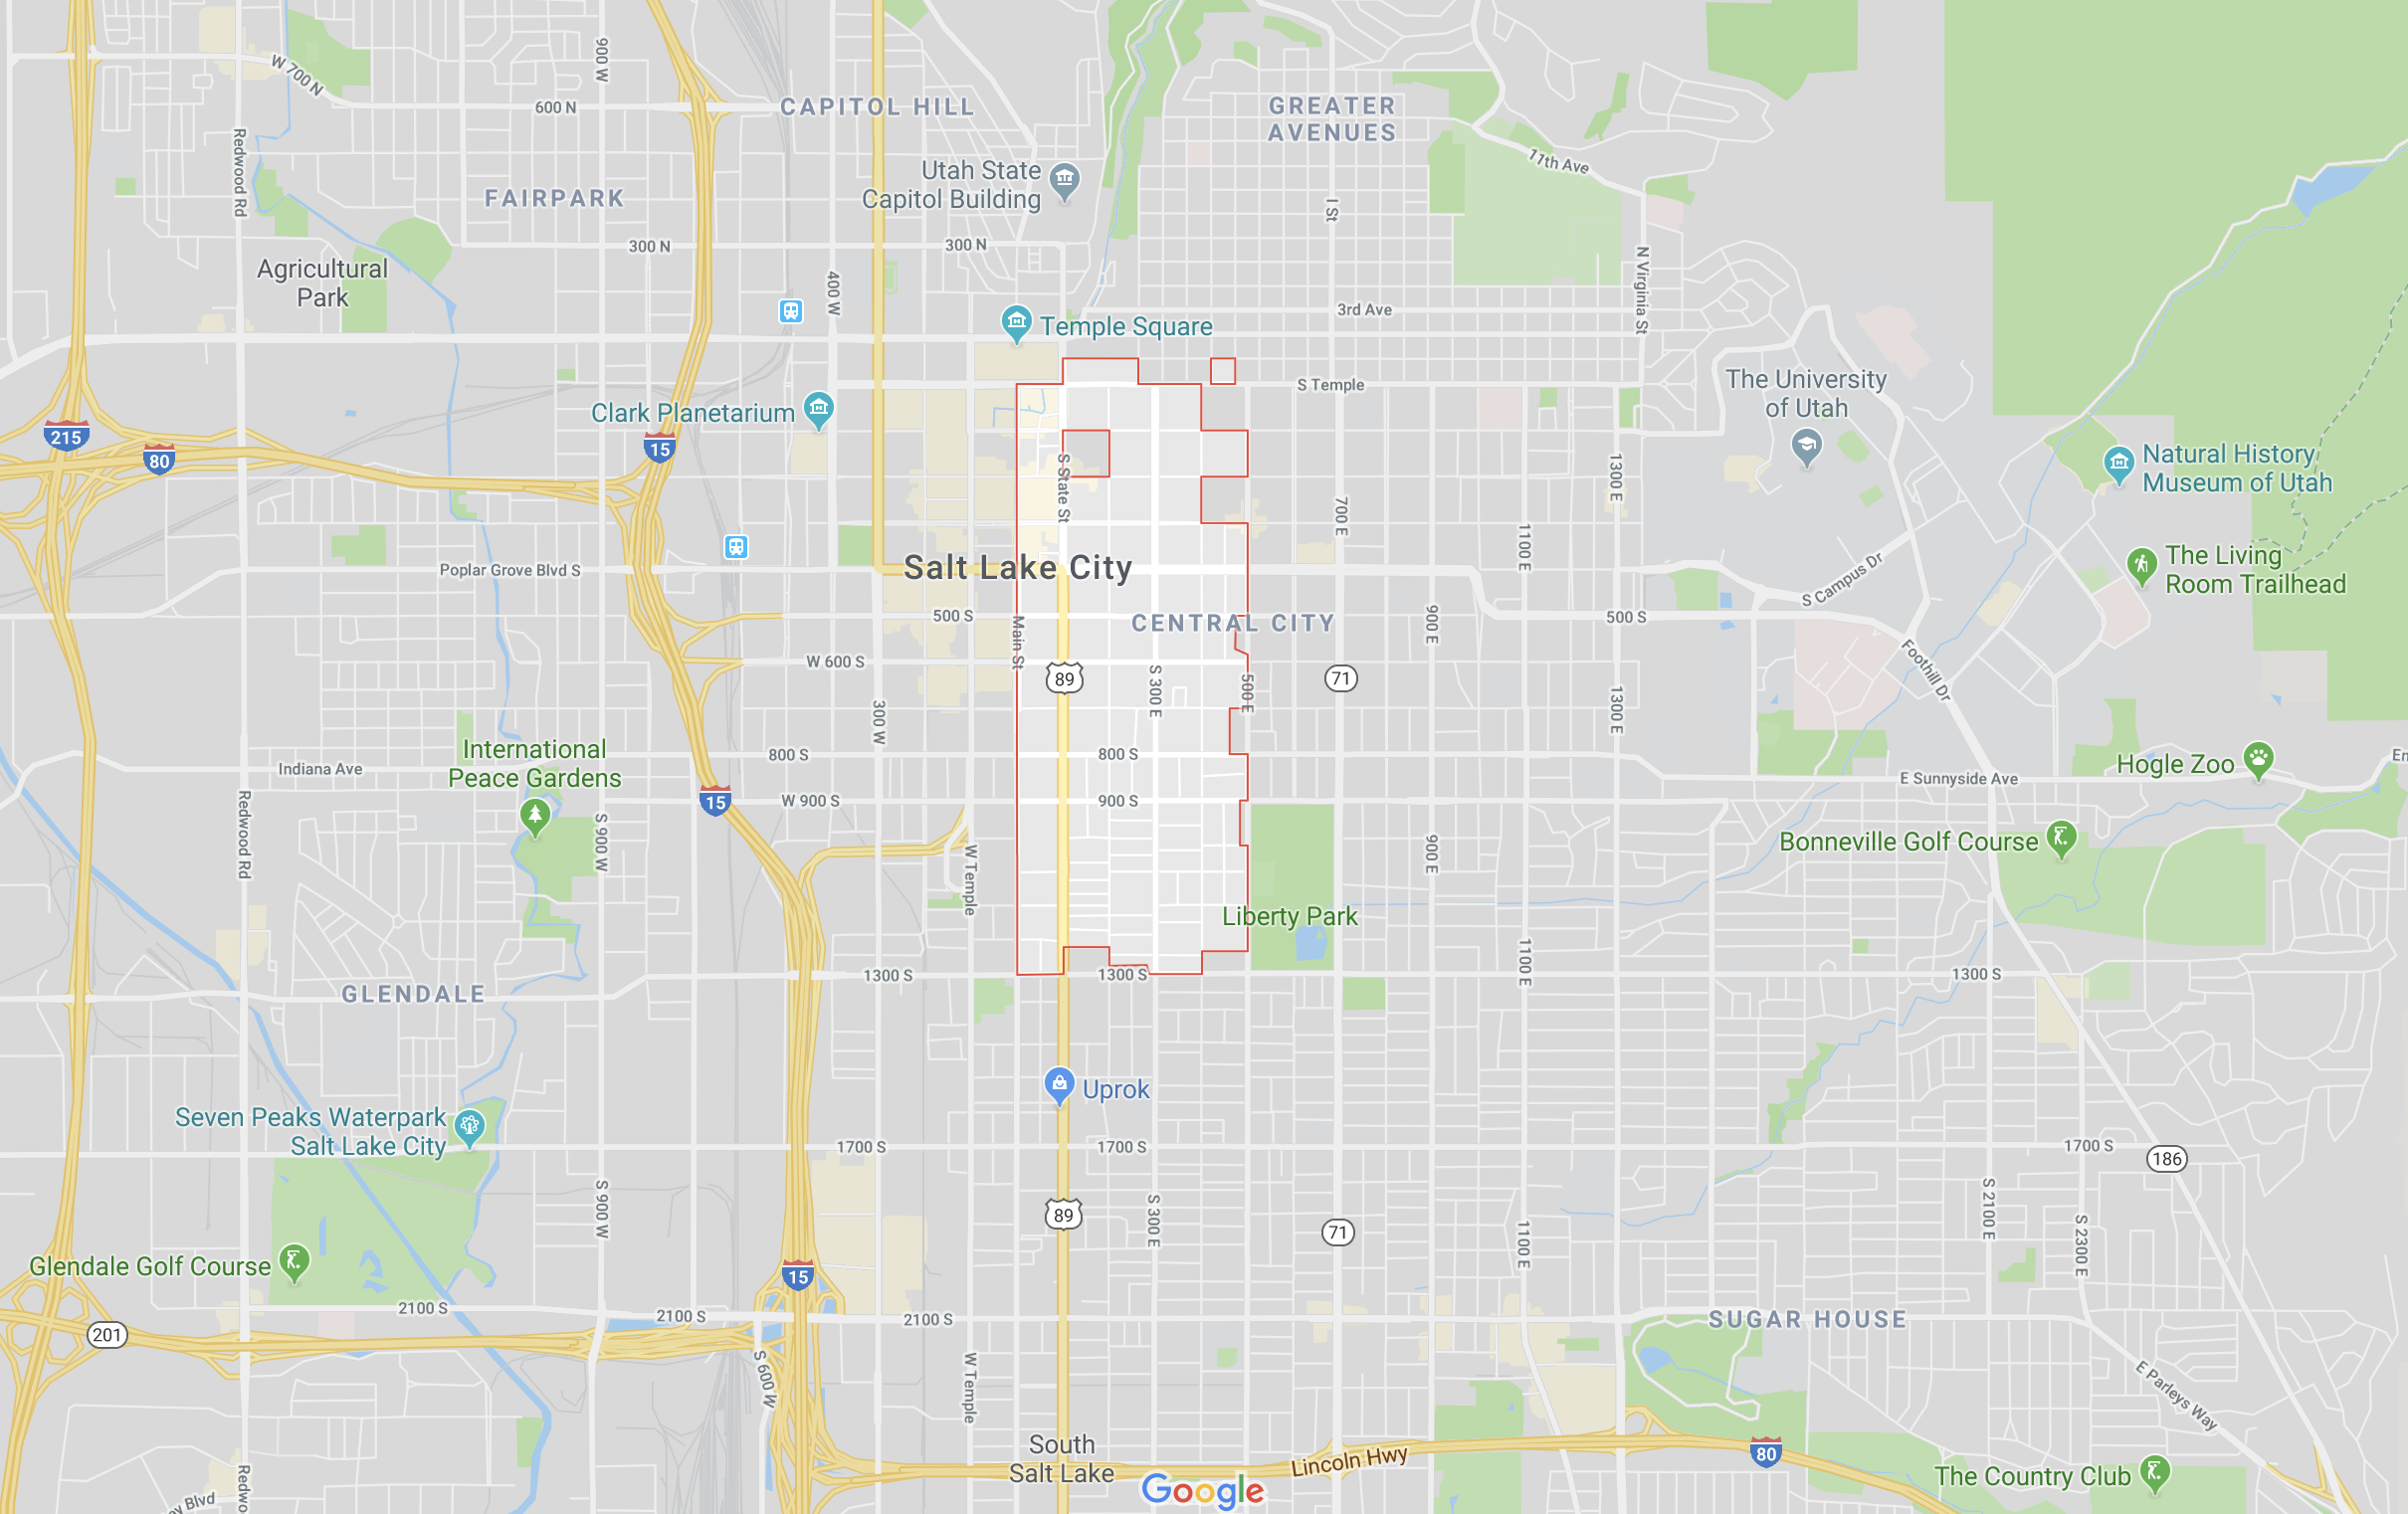 W 700 N
900 W
600 N
CAPITOL HILL
GREATER
AVENUES
Redwood Rd
11th Ave
Utah State
Capitol Building
FAIRPARK
I St
300 N
300 N
Agricultural
Park
400 W
N Virginia St
3rd Ave
Temple Square
S Temple
The University
of Utah
Clark Planetarium
215
80
15
S State St
1300 E
Natural History
Museum of Utah
700 E
1100 E
The Living
Room Trailhead
Poplar Grove Blvd S
Salt Lake City
S Campus Dr
500 S
Main St
CENTRAL CITY
900 E
500 S
W 600 S
Foothill Dr
89
S 300 E
500 E
71
1300 E
300 W
International
Peace Gardens
Indiana Ave
800 S
800 S
E Sunnyside Ave
Hogle Zoo
En
Redwood Rd
15
W 900 S
900 S
S 900 W
W Temple
900 E
Bonneville Golf Course
Liberty Park
1300 S
1300 S
1100 E
1300 S
GLENDALE
Uprok
Seven Peaks Waterpark
Salt Lake City
1700 S
1700 S
1700 S
186
S 900 W
89
S 300 E
71
1100 E
S 2100 E
S 2300 E
Glendale Golf Course
15
2100 S
2100 S
2100 S
SUGAR HOUSE
201
S 600 W
W Temple
E Parleys Way
South
Salt Lake
Lincoln Hwy
80
The Country Club
Google
Redwo
ey Blvd